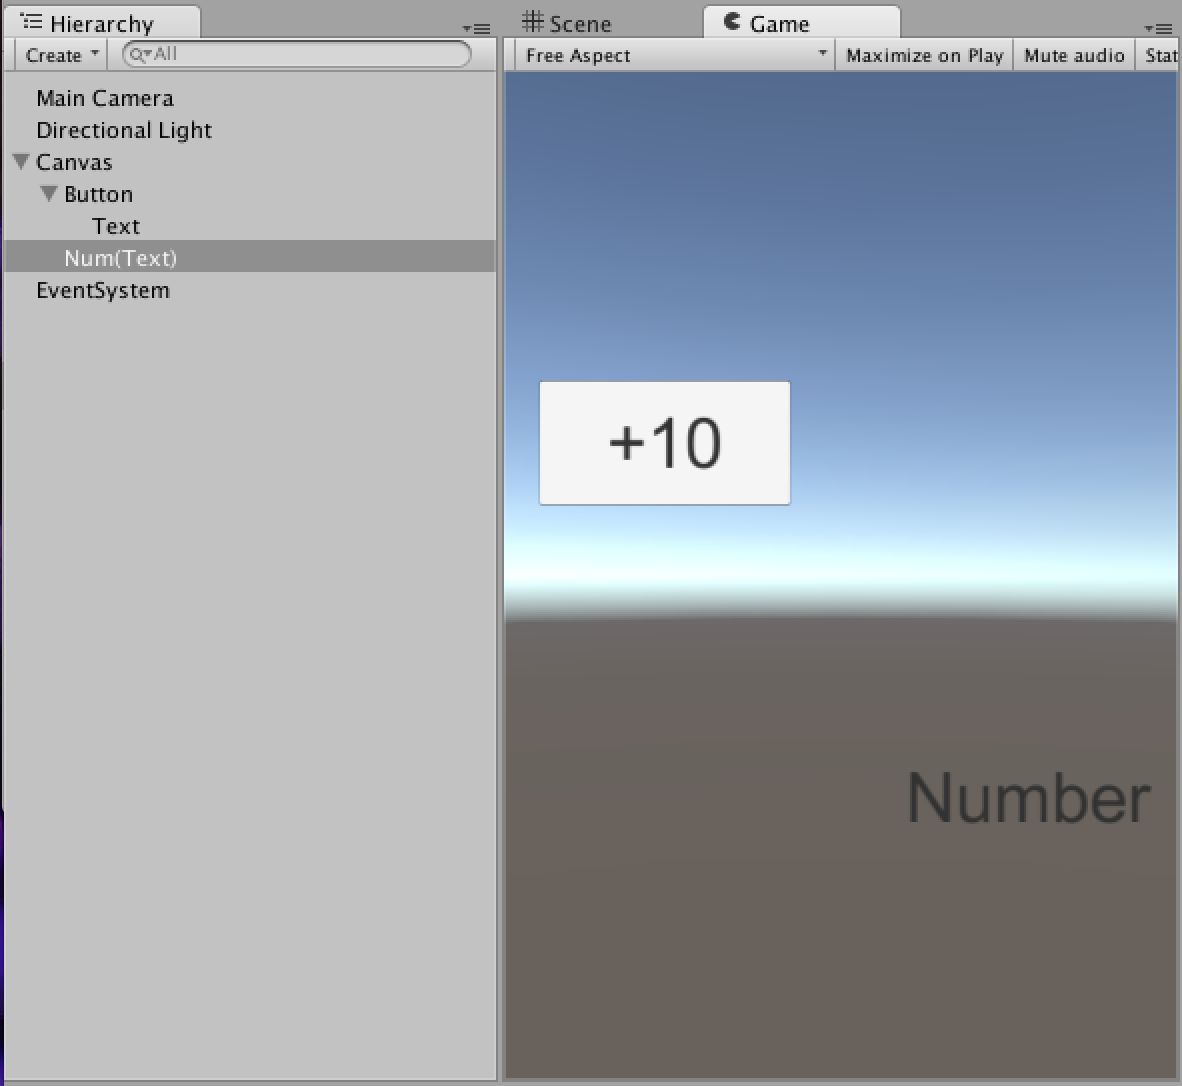 Hierarchy
Create
All
Main Camera
Directional Light
Canvas
Button
Text
Num(Text)
EventSystem
Scene
Game
Free Aspect
Maximize on Play
Mute audio
Stat
+10
Number